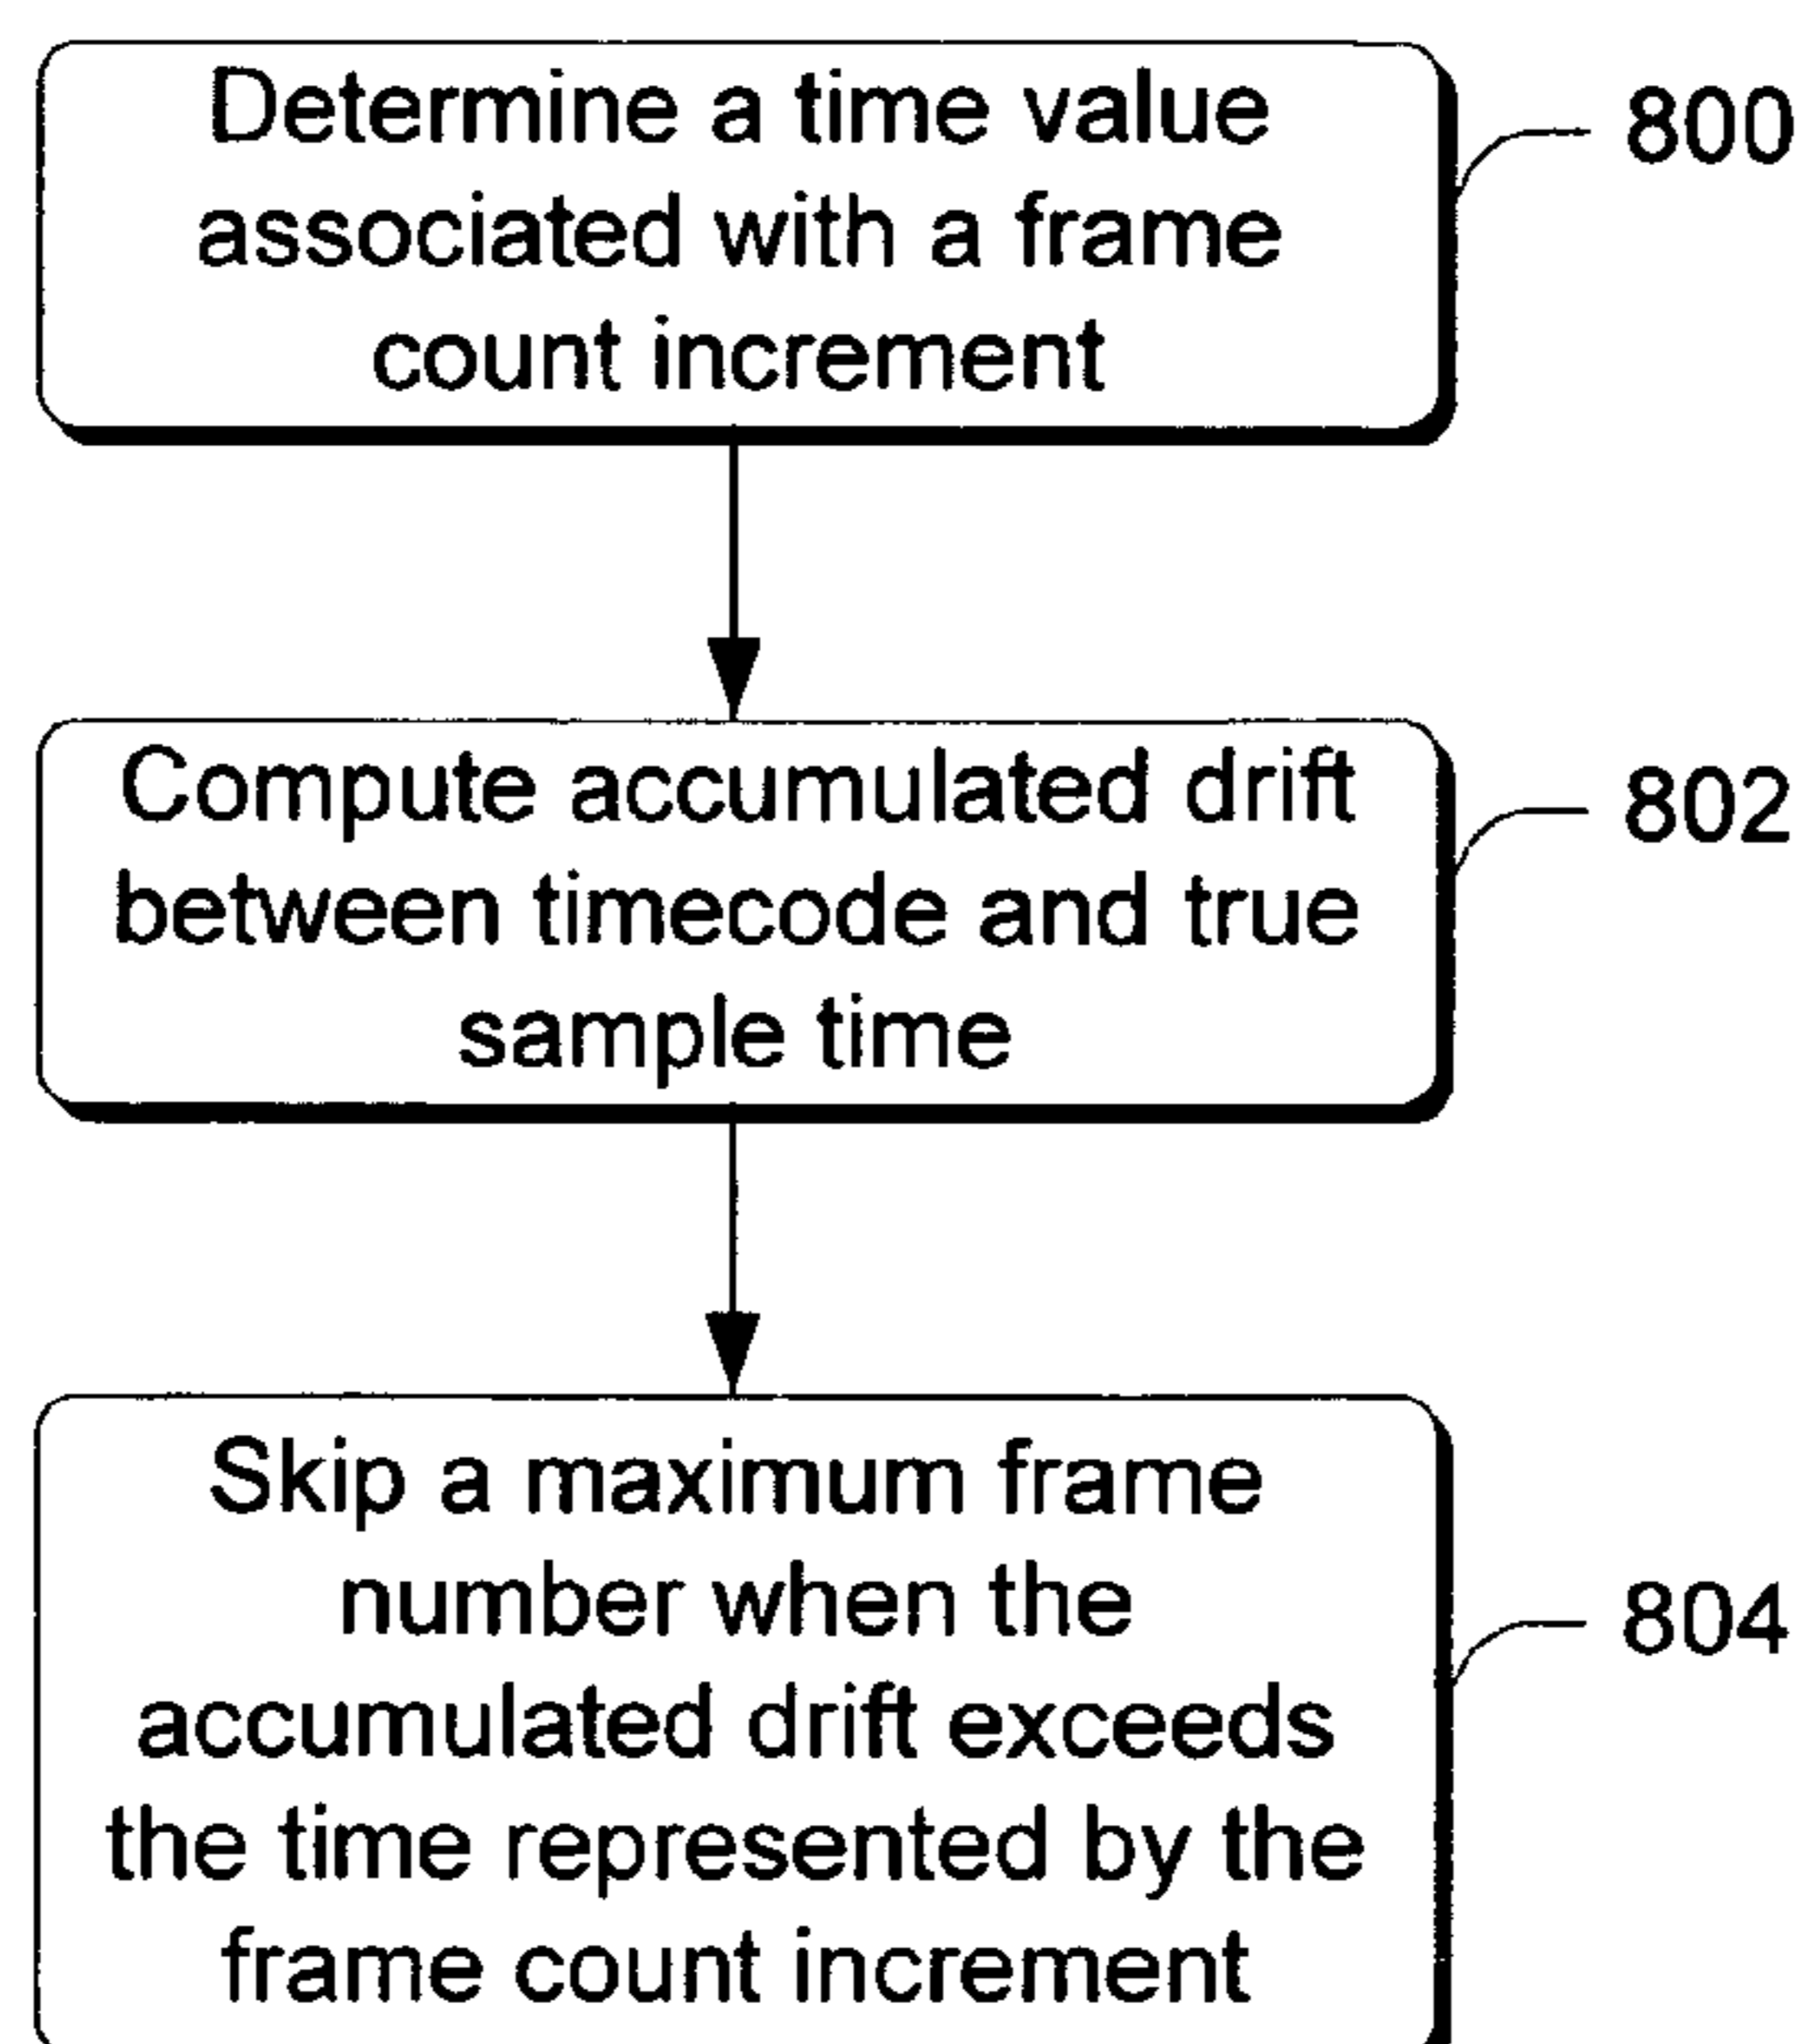 Determine a time value
associated with a frame
count increment
800
Compute accumulated drift
between timecode and true
sample time
802
Skip a maximum frame
number when the
accumulated drift exceeds
the time represented by the
frame count increment
804